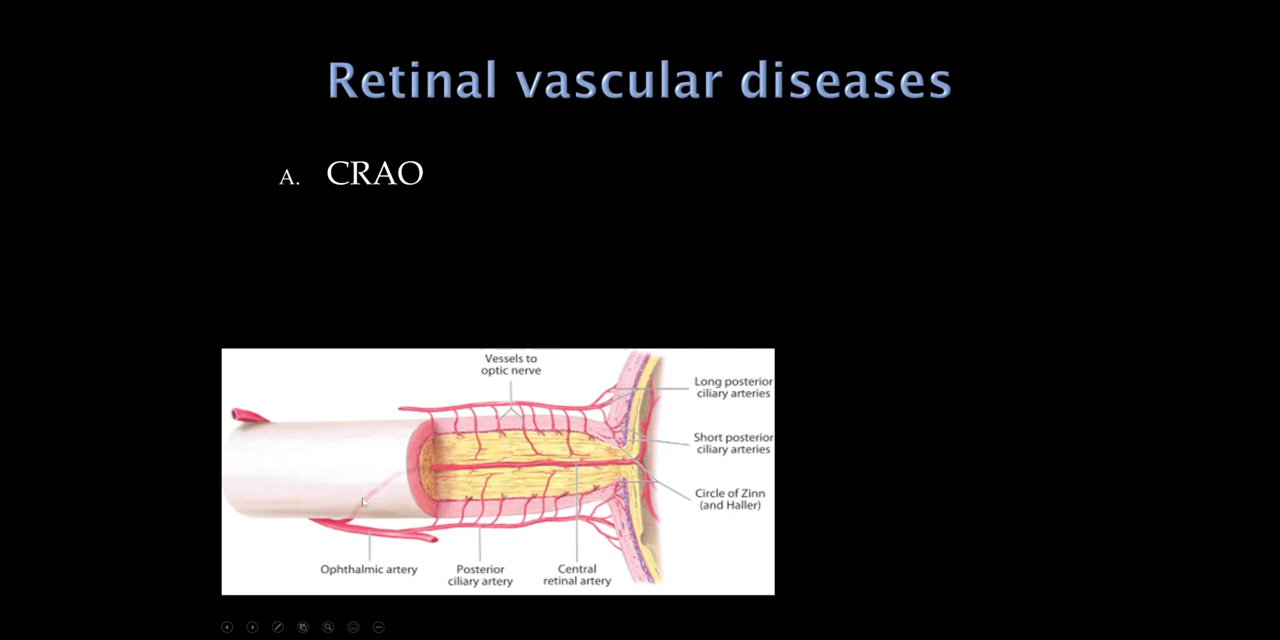 Retinal vascular diseases
A. CRAO
Vessels to
optic nerve
Long posterior
ciliary arteries
Short posterior
ciliary arteries
Circle of Zinn
(and Haller)
Ophthalmic artery
Posterior
ciliary artery
Central
retinal artery